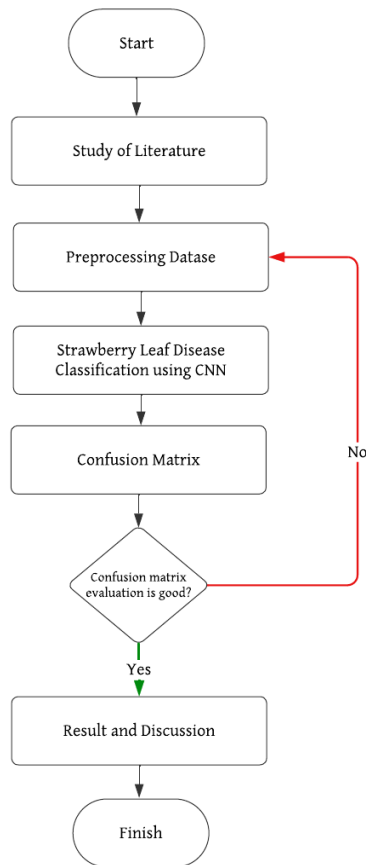 Start
Study of Literature
Preprocessing Datase
Strawberry Leaf Disease
Classification using CNN
Confusion Matrix
No
Confusion matrix
evaluation is good?
Yes
Result and Discussion
Finish